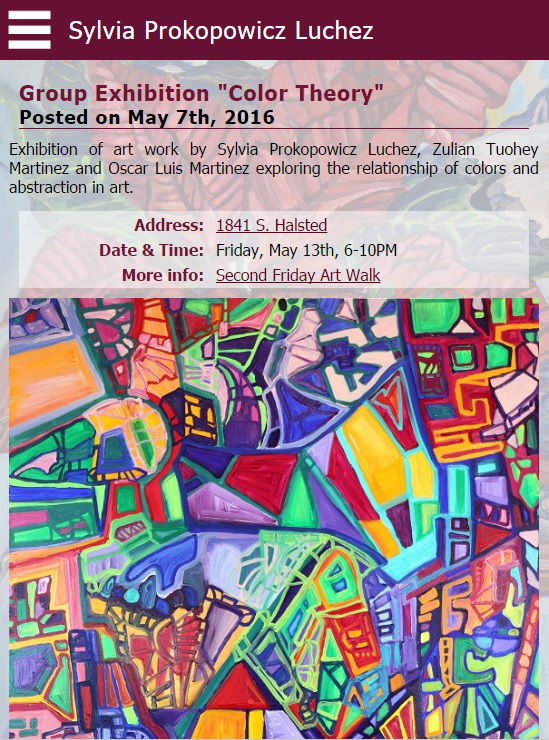 Sylvia Prokopowicz Luchez
Group Exhibition "Color Theory"
Posted on May 7th, 2016
Exhibition of art work by Sylvia Prokopowicz Luchez, Zulian Tuohey
Martinez and Oscar Luis Martinez exploring the relationship of colors and
abstraction in art.
Address: 1841 S. Halsted
Date & Time: Friday, May 13th, 6-10PM
More info: Second Friday Art Walk